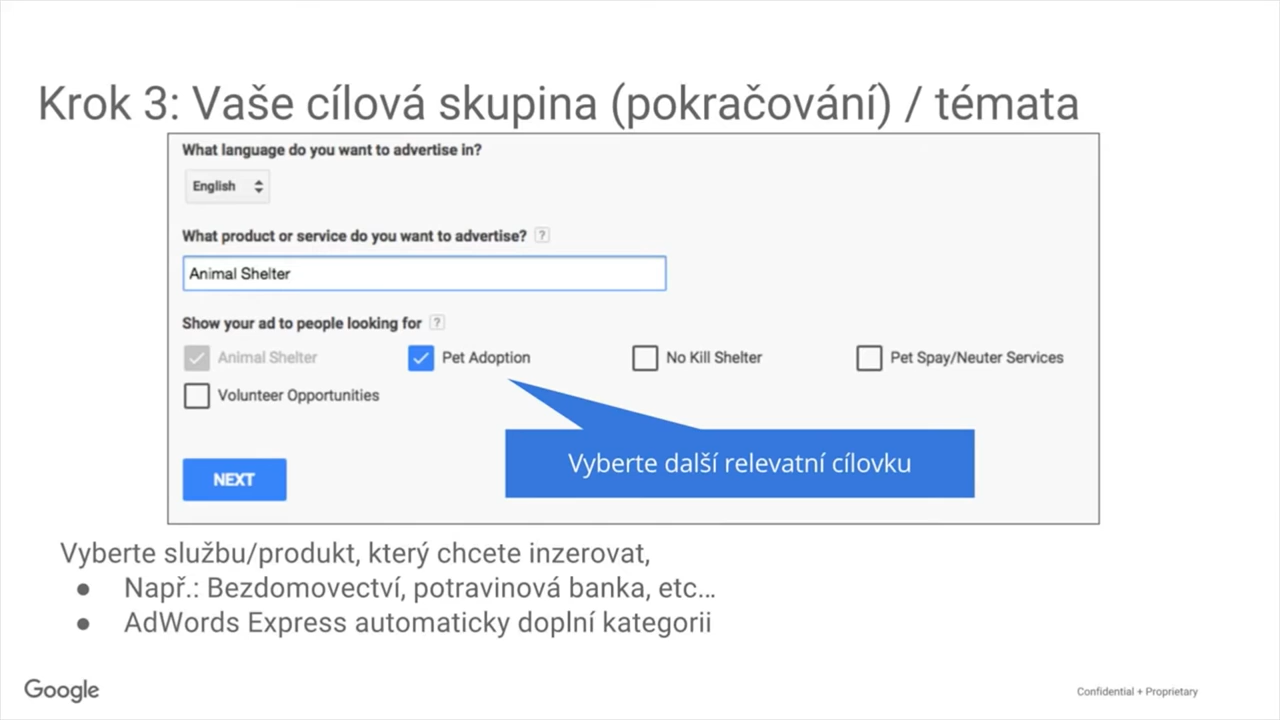 Krok 3: Vaše cílová skupina (pokračování) / témata
What language do you want to advertise in?
English
What product or service do you want to advertise? ?
Animal Shelter
Show your ad to people looking for ?
Animal Shelter Pet Adoption No Kill Shelter Pet Spay/Neuter Services
Volunteer Opportunities
Vyberte další relevatní cílovku
NEXT
Vyberte službu/produkt, který chcete inzerovat,
● Např.: Bezdomovectví, potravinová banka, etc…
● AdWords Express automaticky doplní kategorii
Google
Confidential + Proprietary